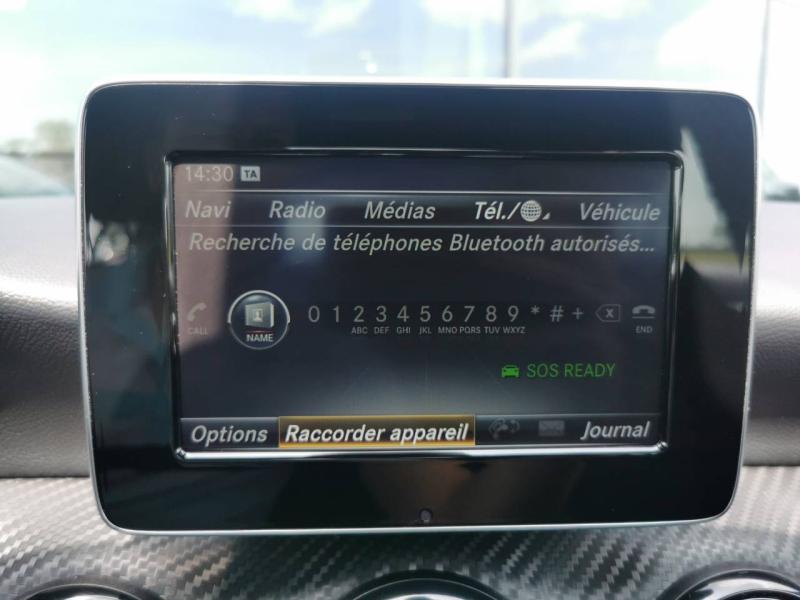 14:30 TA
Navi Radio Médias Tél./ Véhicule
Recherche de téléphones Bluetooth autorisés...
CALL NAME 0 1 2 3 4 5 6 7 8 9 * # + X END
ABC DEF GHI JKL MNO PQRS TUV WXYZ
SOS READY
Options Raccorder appareil Journal